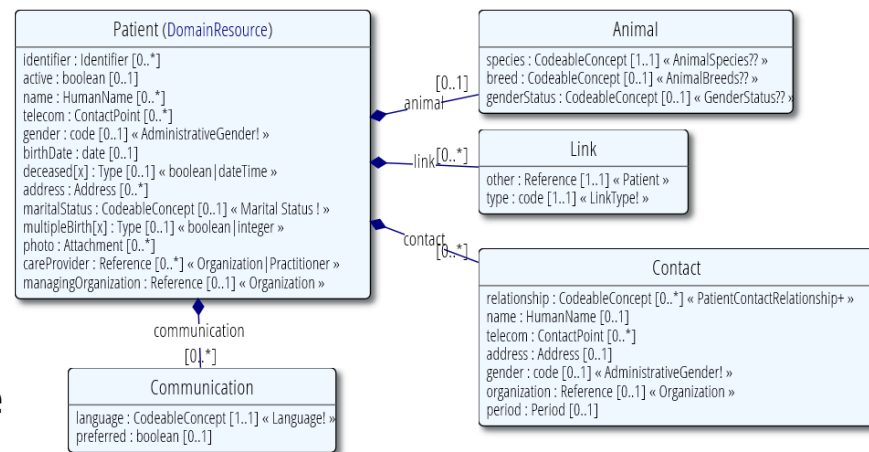 Patient (DomainResource)
identifier : Identifier [0..*]
active : boolean [0..1]
name : HumanName [0..*]
telecom : ContactPoint [0..*]
gender : code [0..1] « AdministrativeGender! »
birthDate : date [0..1]
deceased[x] : Type [0..1] « boolean|dateTime »
address : Address [0..*]
maritalStatus : CodeableConcept [0..1] « Marital Status ! »
multipleBirth[x] : Type [0..1] « boolean|integer »
photo : Attachment [0..*]
careProvider : Reference [0..*] « Organization|Practitioner »
managingOrganization : Reference [0..1] « Organization »
[0..1]
animal
Animal
species : CodeableConcept [1..1] « AnimalSpecies?? »
breed : CodeableConcept [0..1] « AnimalBreeds?? »
genderStatus : CodeableConcept [0..1] « GenderStatus?? »
link
[0..*]
Link
other : Reference [1..1] « Patient »
type : code [1..1] « LinkType! »
contact
[0..*]
Contact
relationship : CodeableConcept [0..*] « PatientContactRelationship+ »
name : HumanName [0..1]
telecom : ContactPoint [0..*]
address : Address [0..1]
gender : code [0..1] « AdministrativeGender! »
organization : Reference [0..1] « Organization »
period : Period [0..1]
communication
[0..*]
Communication
language : CodeableConcept [1..1] « Language! »
preferred : boolean [0..1]
e